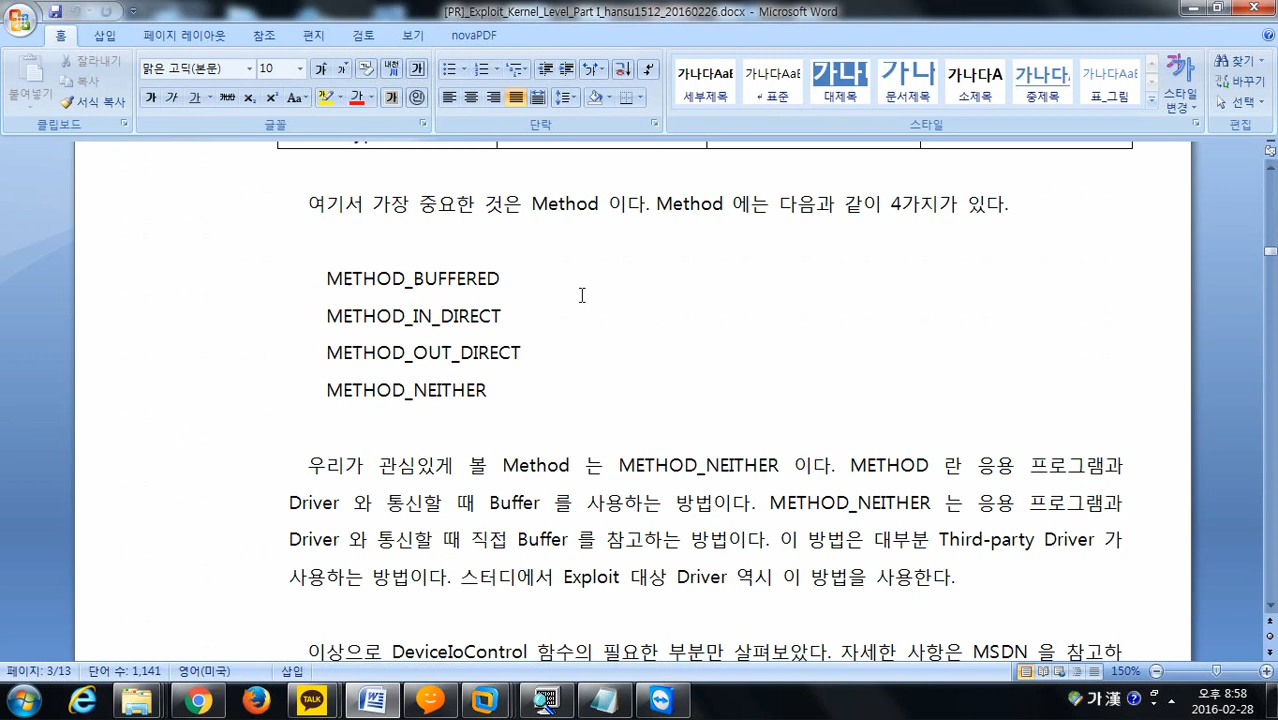 [PR]_Exploit_Kernel_Level_Part I_hansu1512_20160226.docx - Microsoft Word
홈 삽입 페이지 레이아웃 참조 편지 검토 보기 novaPDF
붙여넣기
잘라내기
복사
서식 복사
클립보드
맑은 고딕(본문) 10
가 가 가 abc x₂ x² Aa 가 가
글꼴
단락
가나다AaE 가나다AaE 가나 가나 가나다A 가나다AaE 가나다AaBI
세부제목 표준 대제목 문서제목 소제목 중제목 표_그림
스타일 변경
스타일
찾기
바꾸기
선택
편집
여기서 가장 중요한 것은 Method 이다. Method 에는 다음과 같이 4가지가 있다.
METHOD_BUFFERED
METHOD_IN_DIRECT
METHOD_OUT_DIRECT
METHOD_NEITHER
우리가 관심있게 볼 Method 는 METHOD_NEITHER 이다. METHOD 란 응용 프로그램과
Driver 와 통신할 때 Buffer 를 사용하는 방법이다. METHOD_NEITHER 는 응용 프로그램과
Driver 와 통신할 때 직접 Buffer 를 참고하는 방법이다. 이 방법은 대부분 Third-party Driver 가
사용하는 방법이다. 스터디에서 Exploit 대상 Driver 역시 이 방법을 사용한다.
이상으로 DeviceIoControl 함수의 필요한 부분만 살펴보았다. 자세한 사항은 MSDN 을 참고하
페이지: 3/13 단어 수: 1,141 영어(미국) 삽입 150%
TALK
가 漢
오후 8:58
2016-02-28